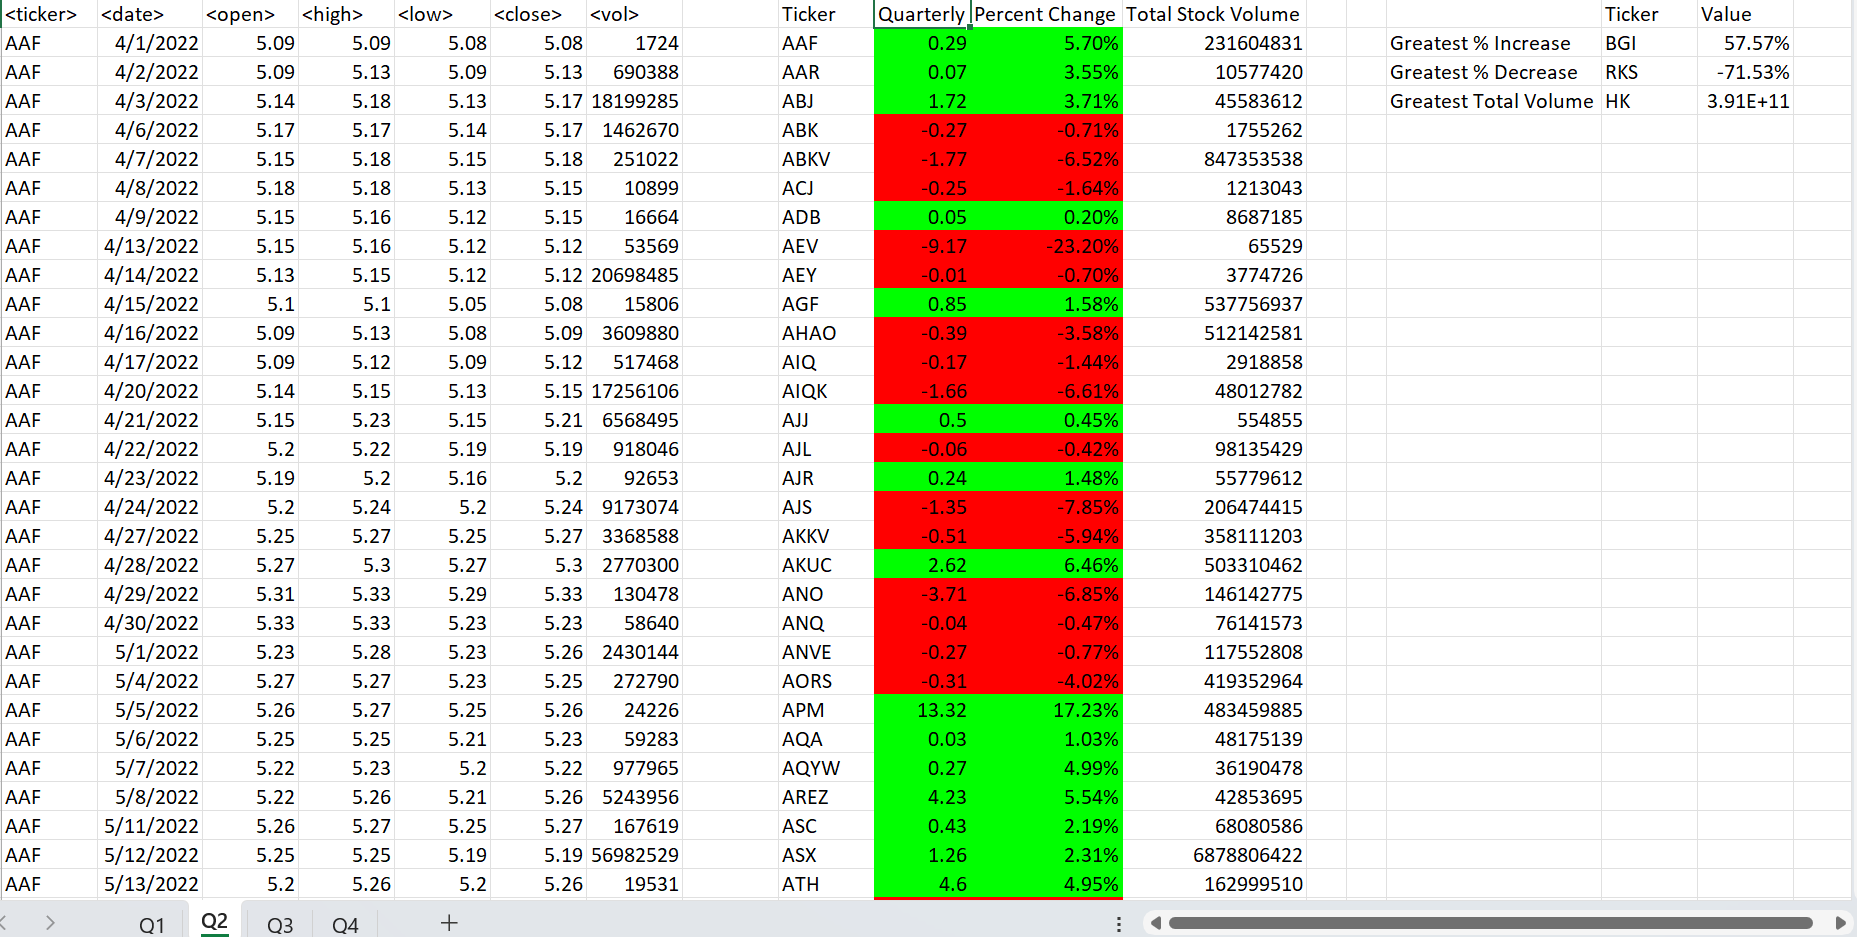 <ticker> <date> <open> <high> <low> <close> <vol> Ticker Quarterly Percent Change Total Stock Volume Ticker Value
AAF 4/1/2022 5.09 5.09 5.08 5.08 1724 AAF 0.29 5.70% 231604831 Greatest % Increase BGI 57.57%
AAF 4/2/2022 5.09 5.13 5.09 5.13 690388 AAR 0.07 3.55% 10577420 Greatest % Decrease RKS -71.53%
AAF 4/3/2022 5.14 5.18 5.13 5.17 18199285 ABJ 1.72 3.71% 45583612 Greatest Total Volume HK 3.91E+11
AAF 4/6/2022 5.17 5.17 5.14 5.17 1462670 ABK -0.27 -0.71% 1755262
AAF 4/7/2022 5.15 5.18 5.15 5.18 251022 ABKV -1.77 -6.52% 847353538
AAF 4/8/2022 5.18 5.18 5.13 5.15 10899 ACJ -0.25 -1.64% 1213043
AAF 4/9/2022 5.15 5.16 5.12 5.15 16664 ADB 0.05 0.20% 8687185
AAF 4/13/2022 5.15 5.16 5.12 5.12 53569 AEV -9.17 -23.20% 65529
AAF 4/14/2022 5.13 5.15 5.12 5.12 20698485 AEY -0.01 -0.70% 3774726
AAF 4/15/2022 5.1 5.1 5.05 5.08 15806 AGF 0.85 1.58% 537756937
AAF 4/16/2022 5.09 5.13 5.08 5.09 3609880 AHAO -0.39 -3.58% 512142581
AAF 4/17/2022 5.09 5.12 5.09 5.12 517468 AIQ -0.17 -1.44% 2918858
AAF 4/20/2022 5.14 5.15 5.13 5.15 17256106 AIQK -1.66 -6.61% 48012782
AAF 4/21/2022 5.15 5.23 5.15 5.21 6568495 AJJ 0.5 0.45% 554855
AAF 4/22/2022 5.2 5.22 5.19 5.19 918046 AJL -0.06 -0.42% 98135429
AAF 4/23/2022 5.19 5.2 5.16 5.2 92653 AJR 0.24 1.48% 55779612
AAF 4/24/2022 5.2 5.24 5.2 5.24 9173074 AJS -1.35 -7.85% 206474415
AAF 4/27/2022 5.25 5.27 5.25 5.27 3368588 AKKV -0.51 -5.94% 358111203
AAF 4/28/2022 5.27 5.3 5.27 5.3 2770300 AKUC 2.62 6.46% 503310462
AAF 4/29/2022 5.31 5.33 5.29 5.33 130478 ANO -3.71 -6.85% 146142775
AAF 4/30/2022 5.33 5.33 5.23 5.23 58640 ANQ -0.04 -0.47% 76141573
AAF 5/1/2022 5.23 5.28 5.23 5.26 2430144 ANVE -0.27 -0.77% 117552808
AAF 5/4/2022 5.27 5.27 5.23 5.25 272790 AORS -0.31 -4.02% 419352964
AAF 5/5/2022 5.26 5.27 5.25 5.26 24226 APM 13.32 17.23% 483459885
AAF 5/6/2022 5.25 5.25 5.21 5.23 59283 AQA 0.03 1.03% 48175139
AAF 5/7/2022 5.22 5.23 5.2 5.22 977965 AQYW 0.27 4.99% 36190478
AAF 5/8/2022 5.22 5.26 5.21 5.26 5243956 AREZ 4.23 5.54% 42853695
AAF 5/11/2022 5.26 5.27 5.25 5.27 167619 ASC 0.43 2.19% 68080586
AAF 5/12/2022 5.25 5.25 5.19 5.19 56982529 ASX 1.26 2.31% 6878806422
AAF 5/13/2022 5.2 5.26 5.2 5.26 19531 ATH 4.6 4.95% 162999510
Q1 Q2 Q3 Q4